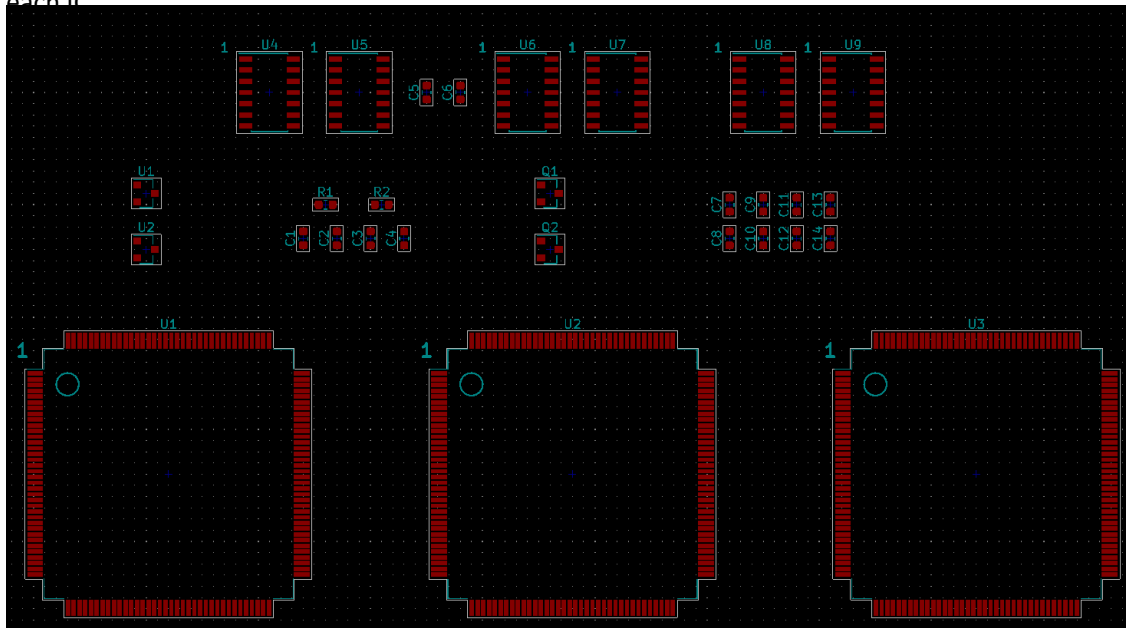 each IC
1 U4 1 U5 1 U6 1 U7 1 U8 1 U9
C5 C6
U1 Q1
R1 R2 C7 C9 C11 C13
U2 Q2
C1 C2 C3 C4 C8 C10 C12 C14
U1 U2 U3
1 1 1